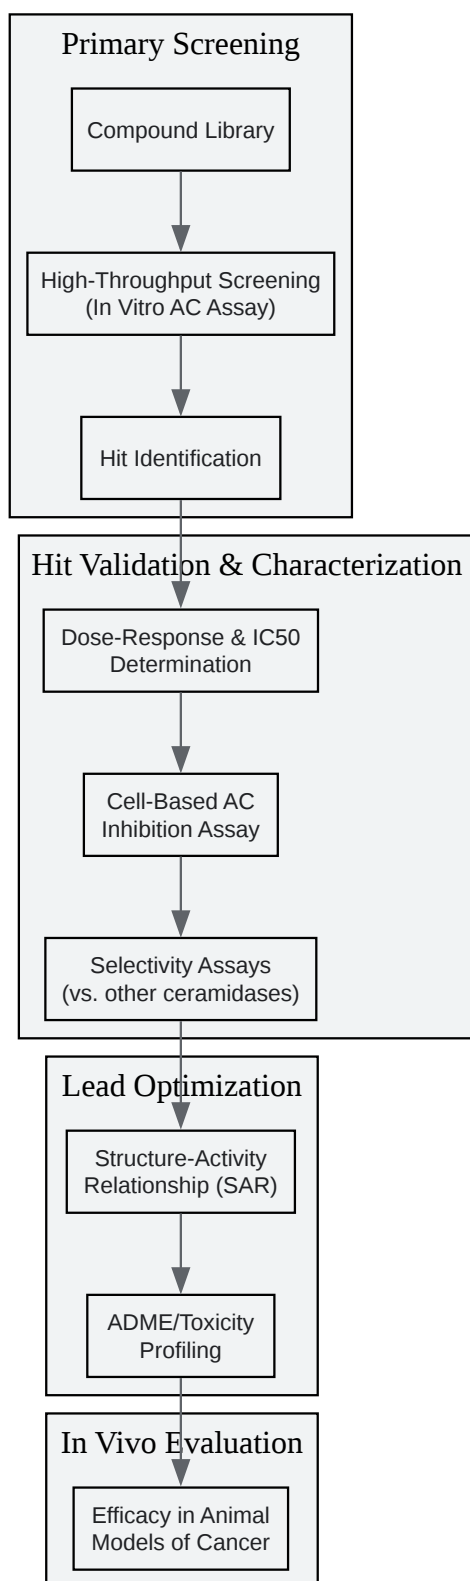 Primary Screening
Compound Library
High-Throughput Screening
(In Vitro AC Assay)
Hit Identification
Hit Validation & Characterization
Dose-Response & IC50
Determination
Cell-Based AC
Inhibition Assay
Selectivity Assays
(vs. other ceramidases)
Lead Optimization
Structure-Activity
Relationship (SAR)
ADME/Toxicity
Profiling
In Vivo Evaluation
Efficacy in Animal
Models of Cancer